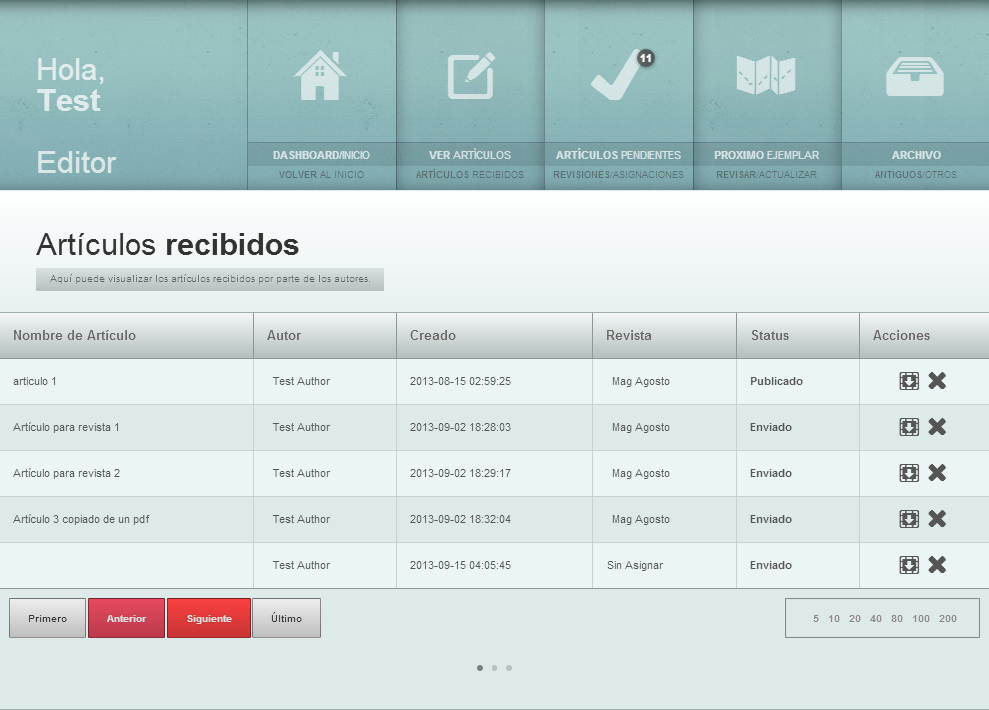 Hola,
Test
Editor
11
DASHBOARD/INICIO
VOLVER AL INICIO
VER ARTÍCULOS
ARTÍCULOS RECIBIDOS
ARTÍCULOS PENDIENTES
REVISIONES/ASIGNACIONES
PROXIMO EJEMPLAR
REVISAR/ACTUALIZAR
ARCHIVO
ANTIGUOS/OTROS
Artículos recibidos
Aquí puede visualizar los artículos recibidos por parte de los autores.
Nombre de Artículo Autor Creado Revista Status Acciones
articulo 1 Test Author 2013-08-15 02:59:25 Mag Agosto Publicado
Artículo para revista 1 Test Author 2013-09-02 18:28:03 Mag Agosto Enviado
Artículo para revista 2 Test Author 2013-09-02 18:29:17 Mag Agosto Enviado
Artículo 3 copiado de un pdf Test Author 2013-09-02 18:32:04 Mag Agosto Enviado
Test Author 2013-09-15 04:05:45 Sin Asignar Enviado
Primero Anterior Siguiente Último 5 10 20 40 80 100 200